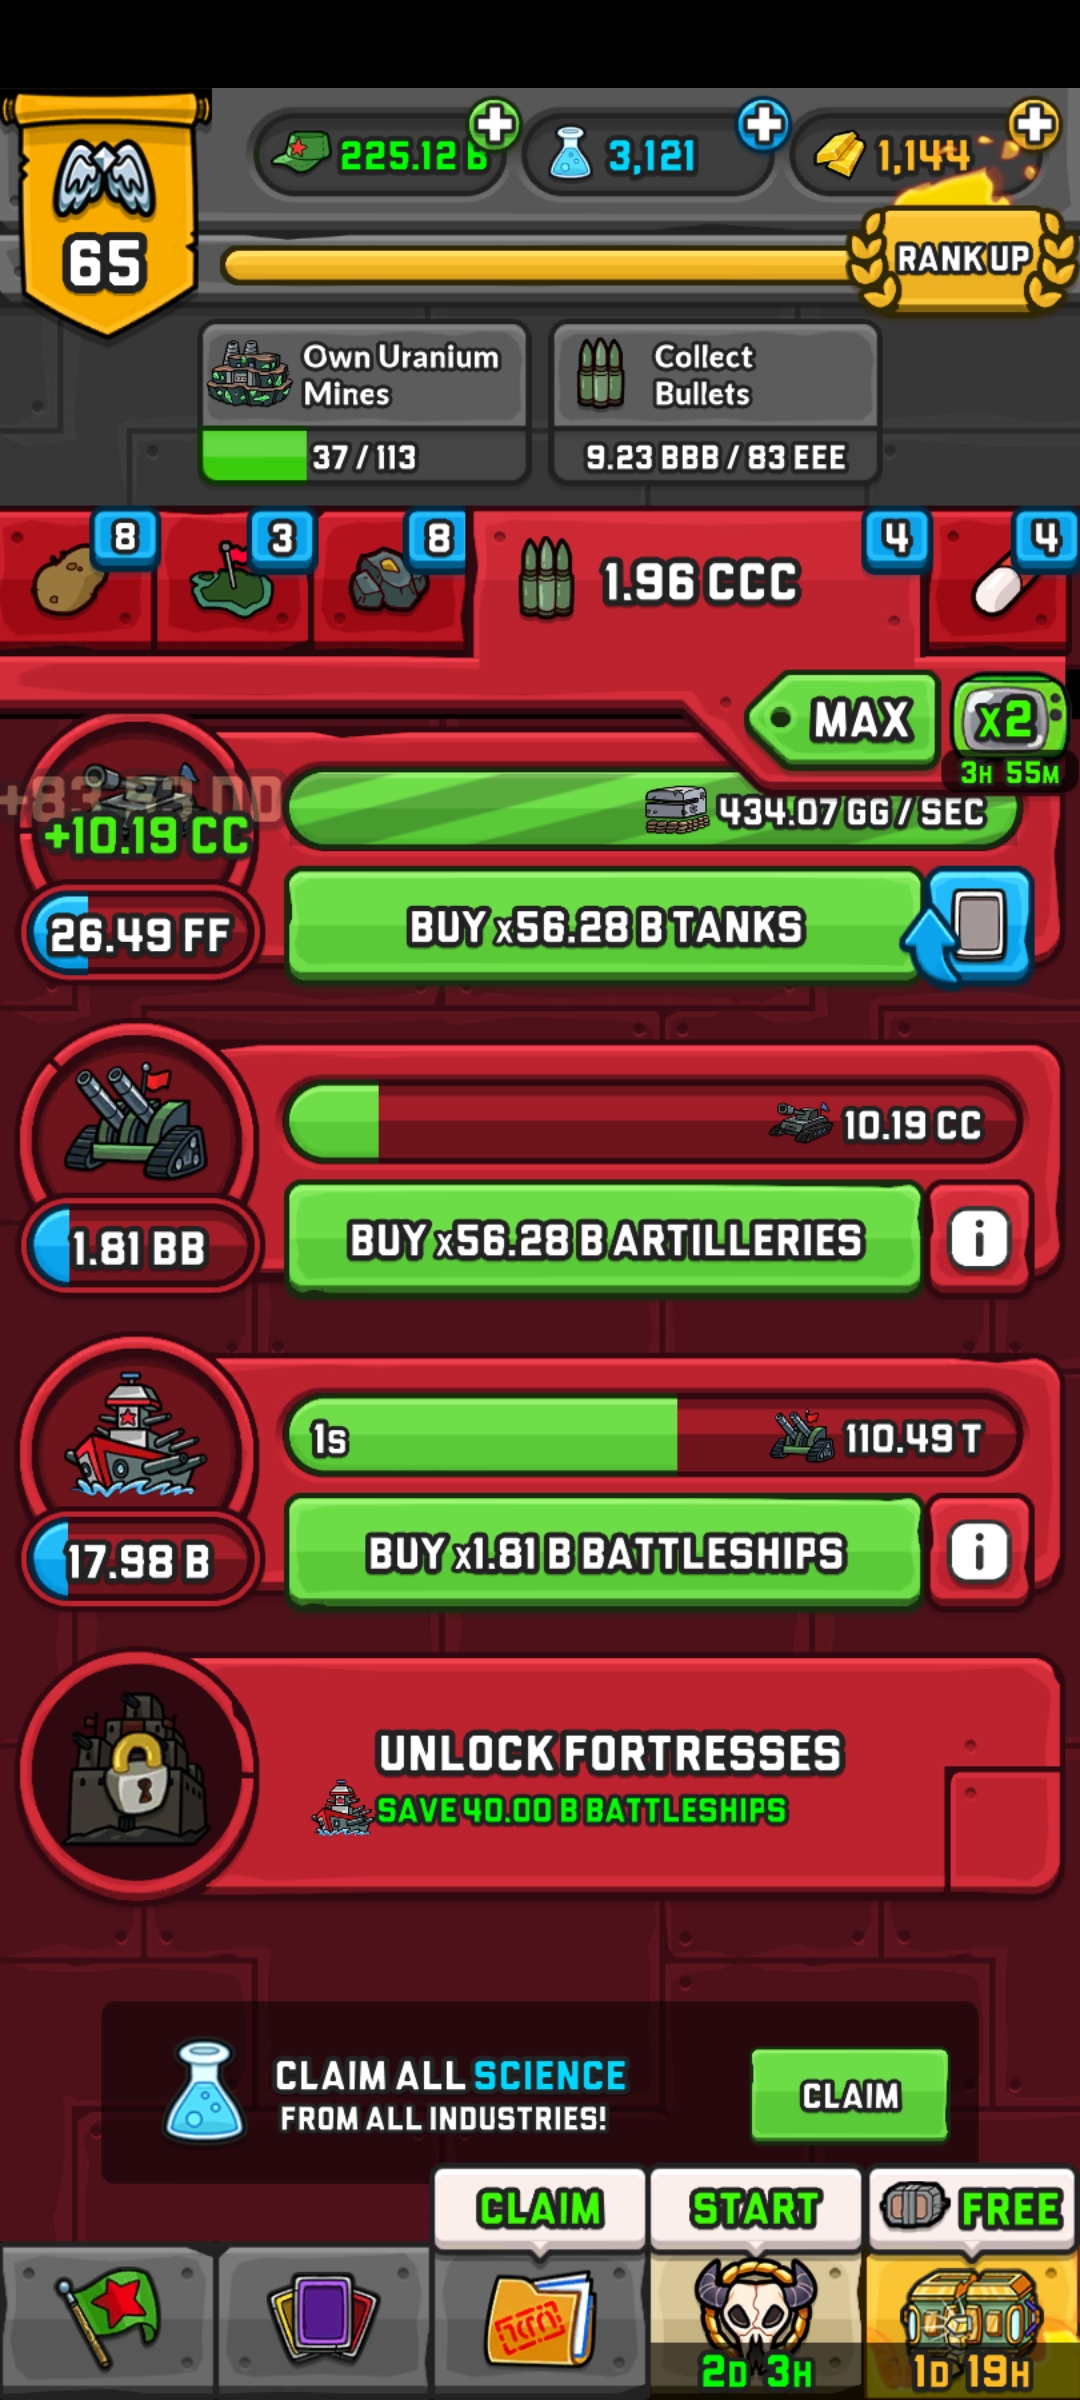 225.12 B
3,121
1,144
65
RANK UP
Own Uranium
Mines
37 / 113
Collect
Bullets
9.23 BBB / 83 EEE
8
3
8
1.96 CCC
4
4
MAX
x2
3H 55M
+10.19 CC
434.07 GG / SEC
26.49 FF
BUY x56.28 B TANKS
10.19 CC
1.81 BB
BUY x56.28 B ARTILLERIES
i
1s
110.49 T
17.98 B
BUY x1.81 B BATTLESHIPS
i
UNLOCK FORTRESSES
SAVE 40.00 B BATTLESHIPS
CLAIM ALL SCIENCE
FROM ALL INDUSTRIES!
CLAIM
CLAIM
START
FREE
2D 3H
1D 19H